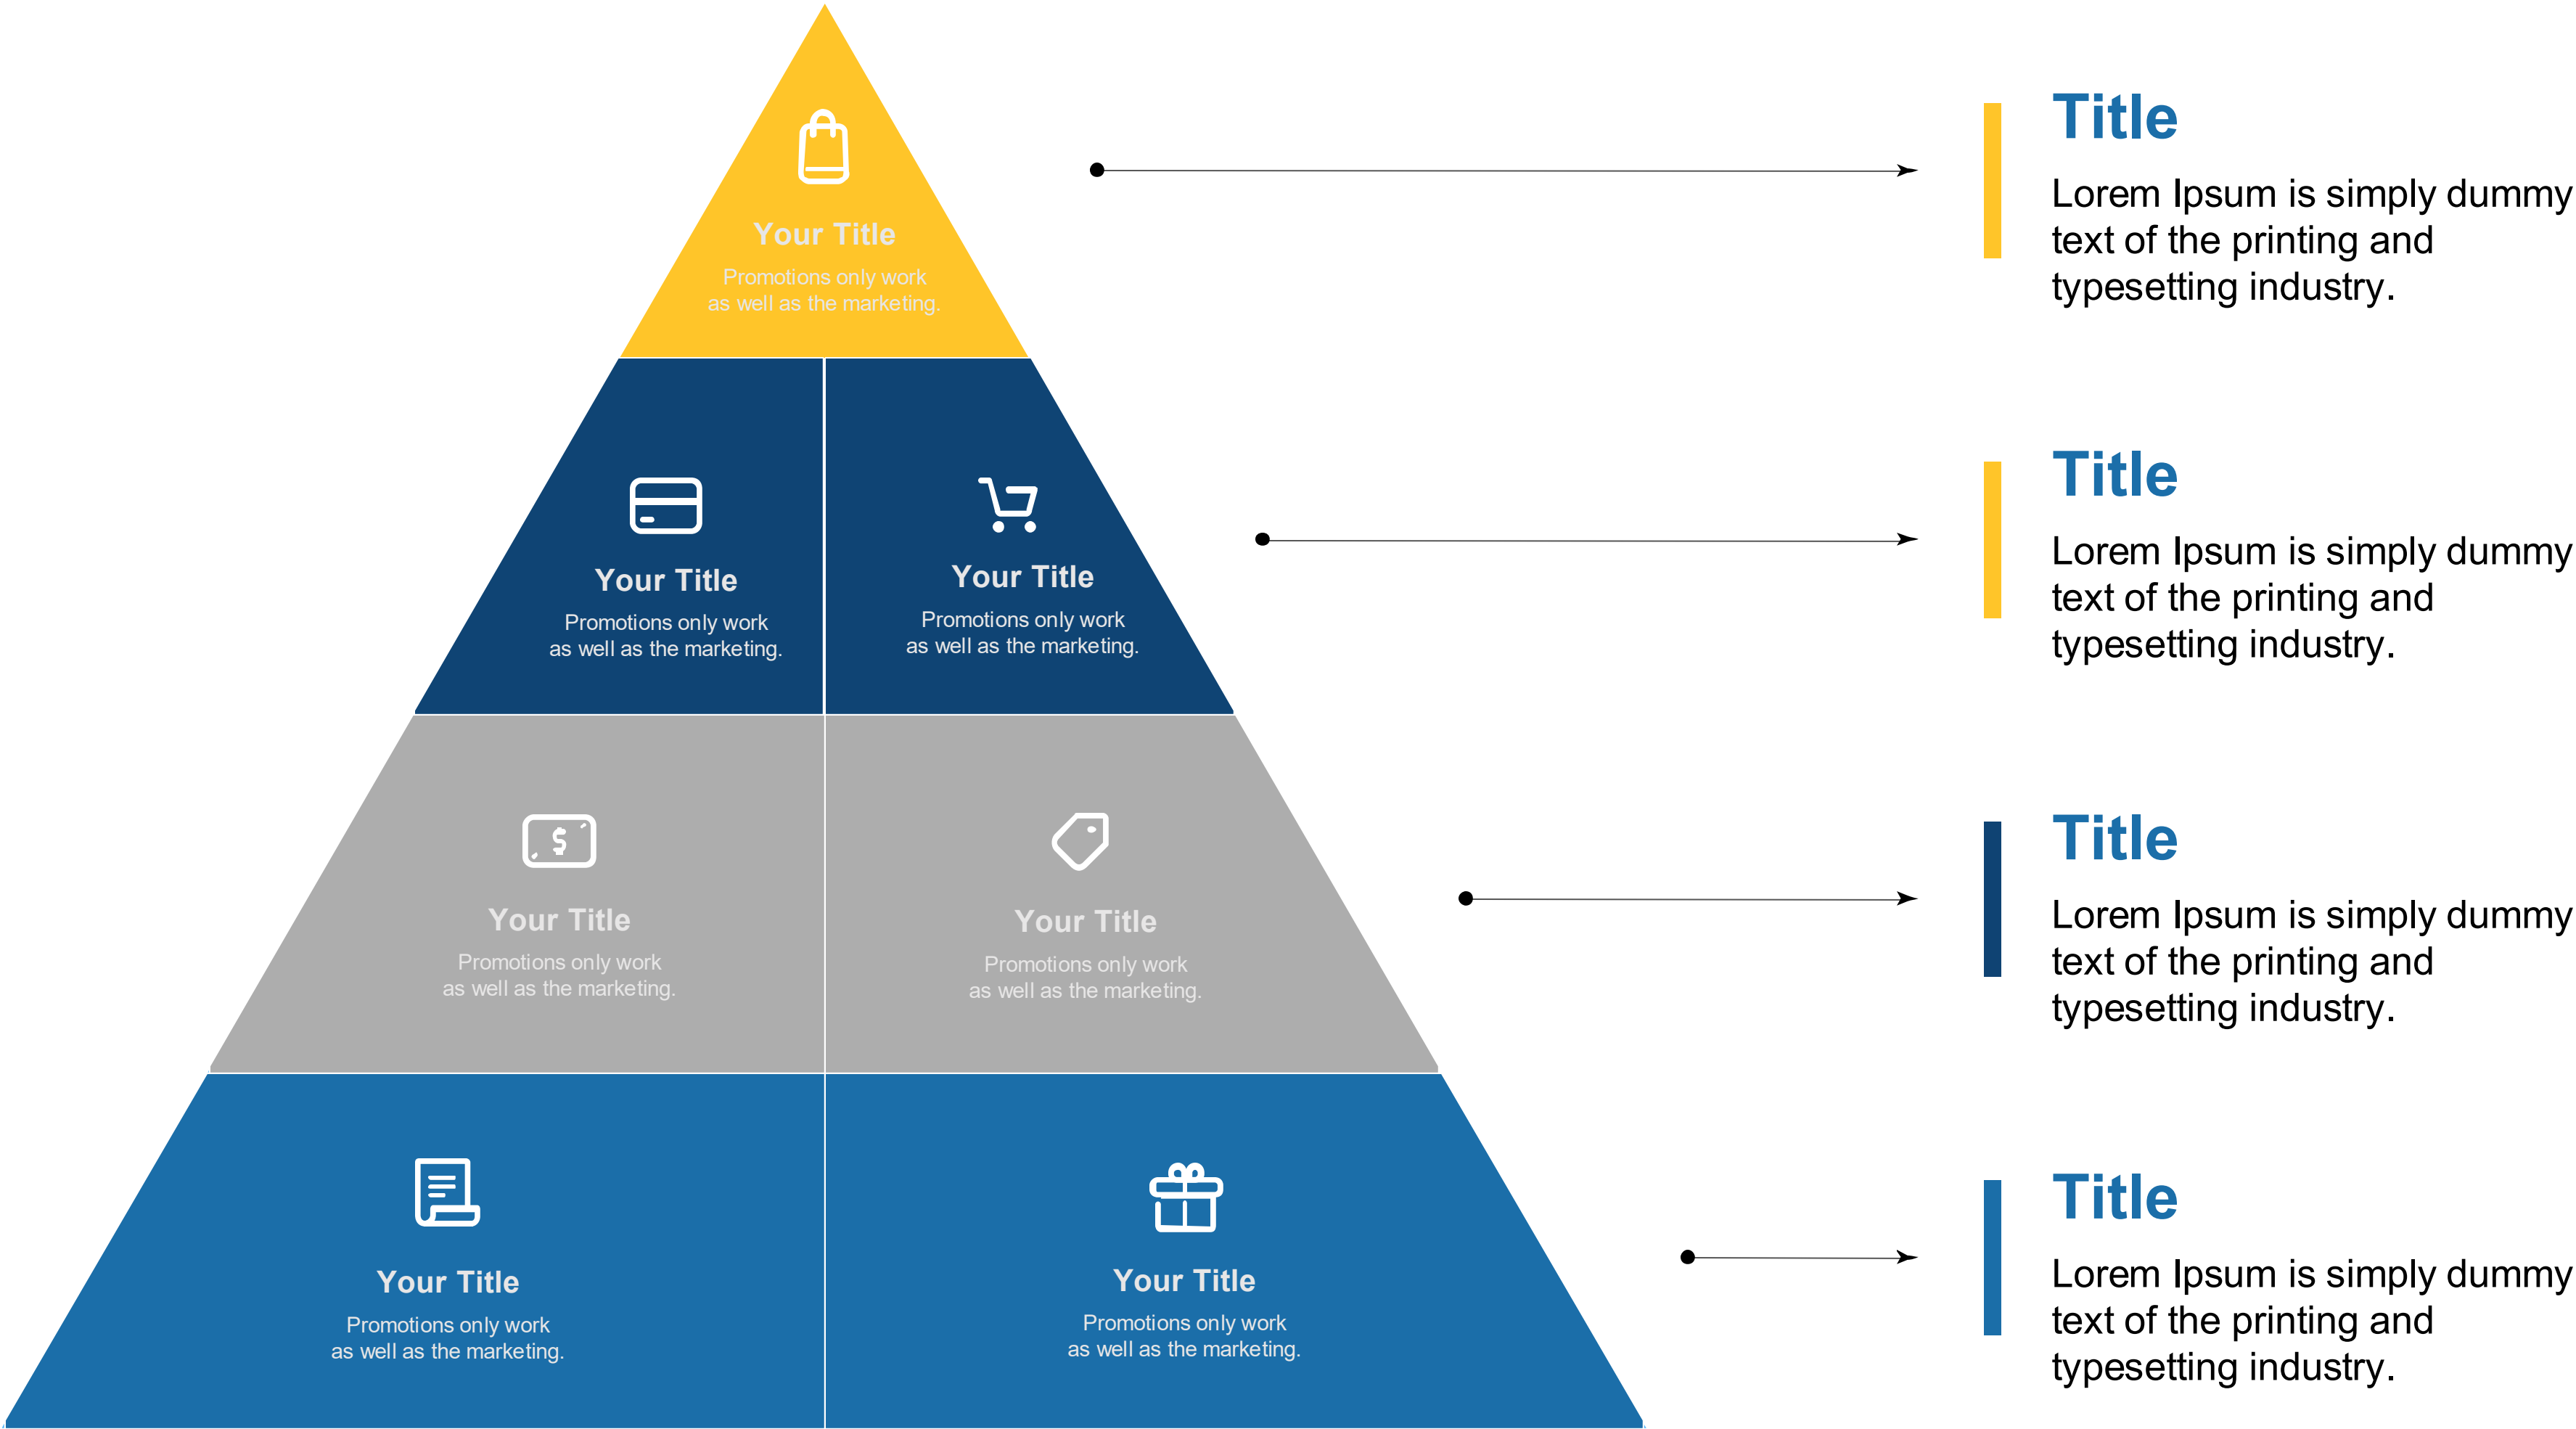 Your Title
Promotions only work
as well as the marketing.
Title
Lorem Ipsum is simply dummy
text of the printing and
typesetting industry.
Your Title
Promotions only work
as well as the marketing.
Your Title
Promotions only work
as well as the marketing.
Title
Lorem Ipsum is simply dummy
text of the printing and
typesetting industry.
$
Your Title
Promotions only work
as well as the marketing.
Your Title
Promotions only work
as well as the marketing.
Title
Lorem Ipsum is simply dummy
text of the printing and
typesetting industry.
Your Title
Promotions only work
as well as the marketing.
Your Title
Promotions only work
as well as the marketing.
Title
Lorem Ipsum is simply dummy
text of the printing and
typesetting industry.